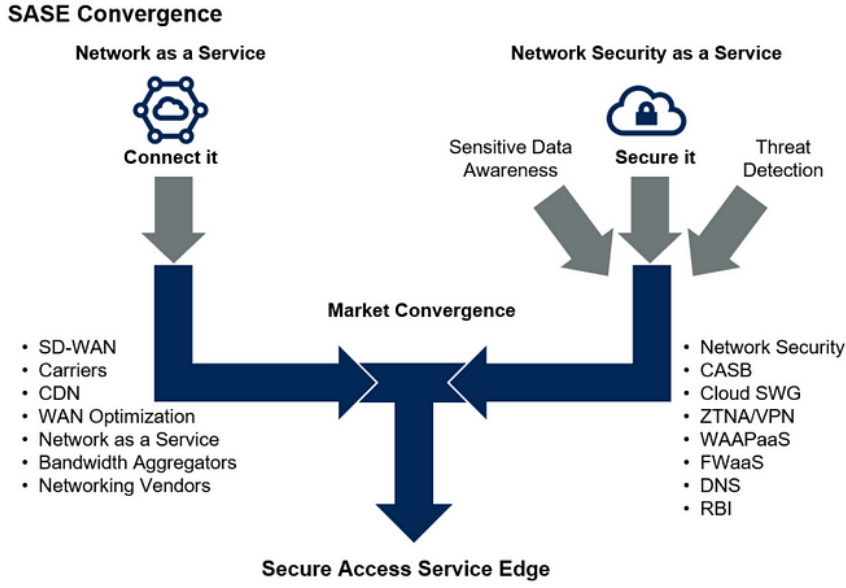 SASE Convergence
Network as a Service
Connect it
Network Security as a Service
Sensitive Data
Awareness
Secure it
Threat
Detection
Market Convergence
• SD-WAN
• Carriers
• CDN
• WAN Optimization
• Network as a Service
• Bandwidth Aggregators
• Networking Vendors
• Network Security
• CASB
• Cloud SWG
• ZTNA/VPN
• WAAPaaS
• FWaaS
• DNS
• RBI
Secure Access Service Edge